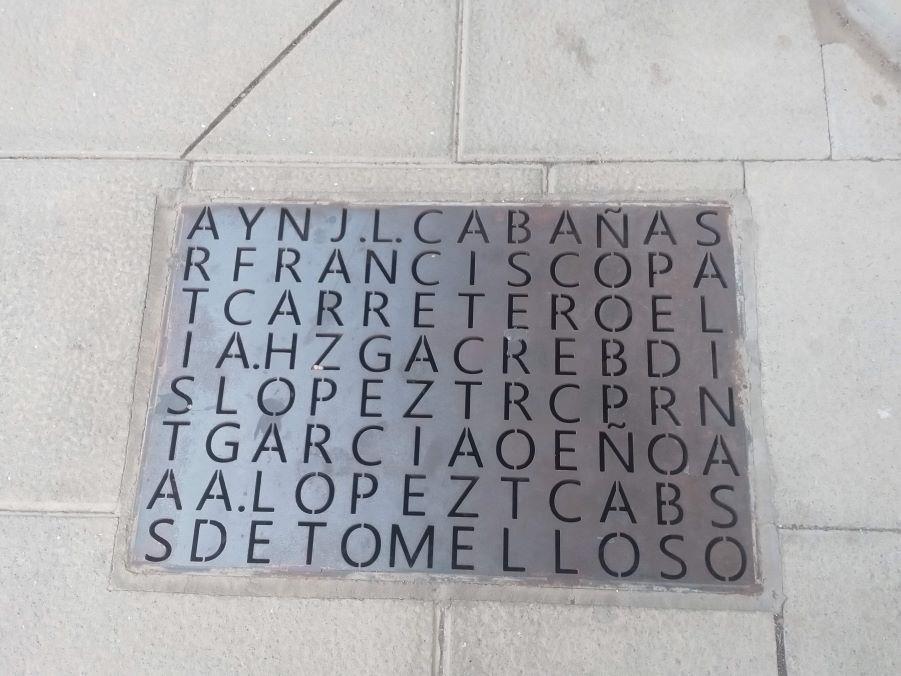 AYNJ.L.CABAÑAS
RFRANCISCOPA
TCARRETEROEL
IA.HZGACREBDI
SLOPEZTRCPRN
TGARCIAOEÑOA
AA.LOPEZTCABS
SDETOMELLOSO